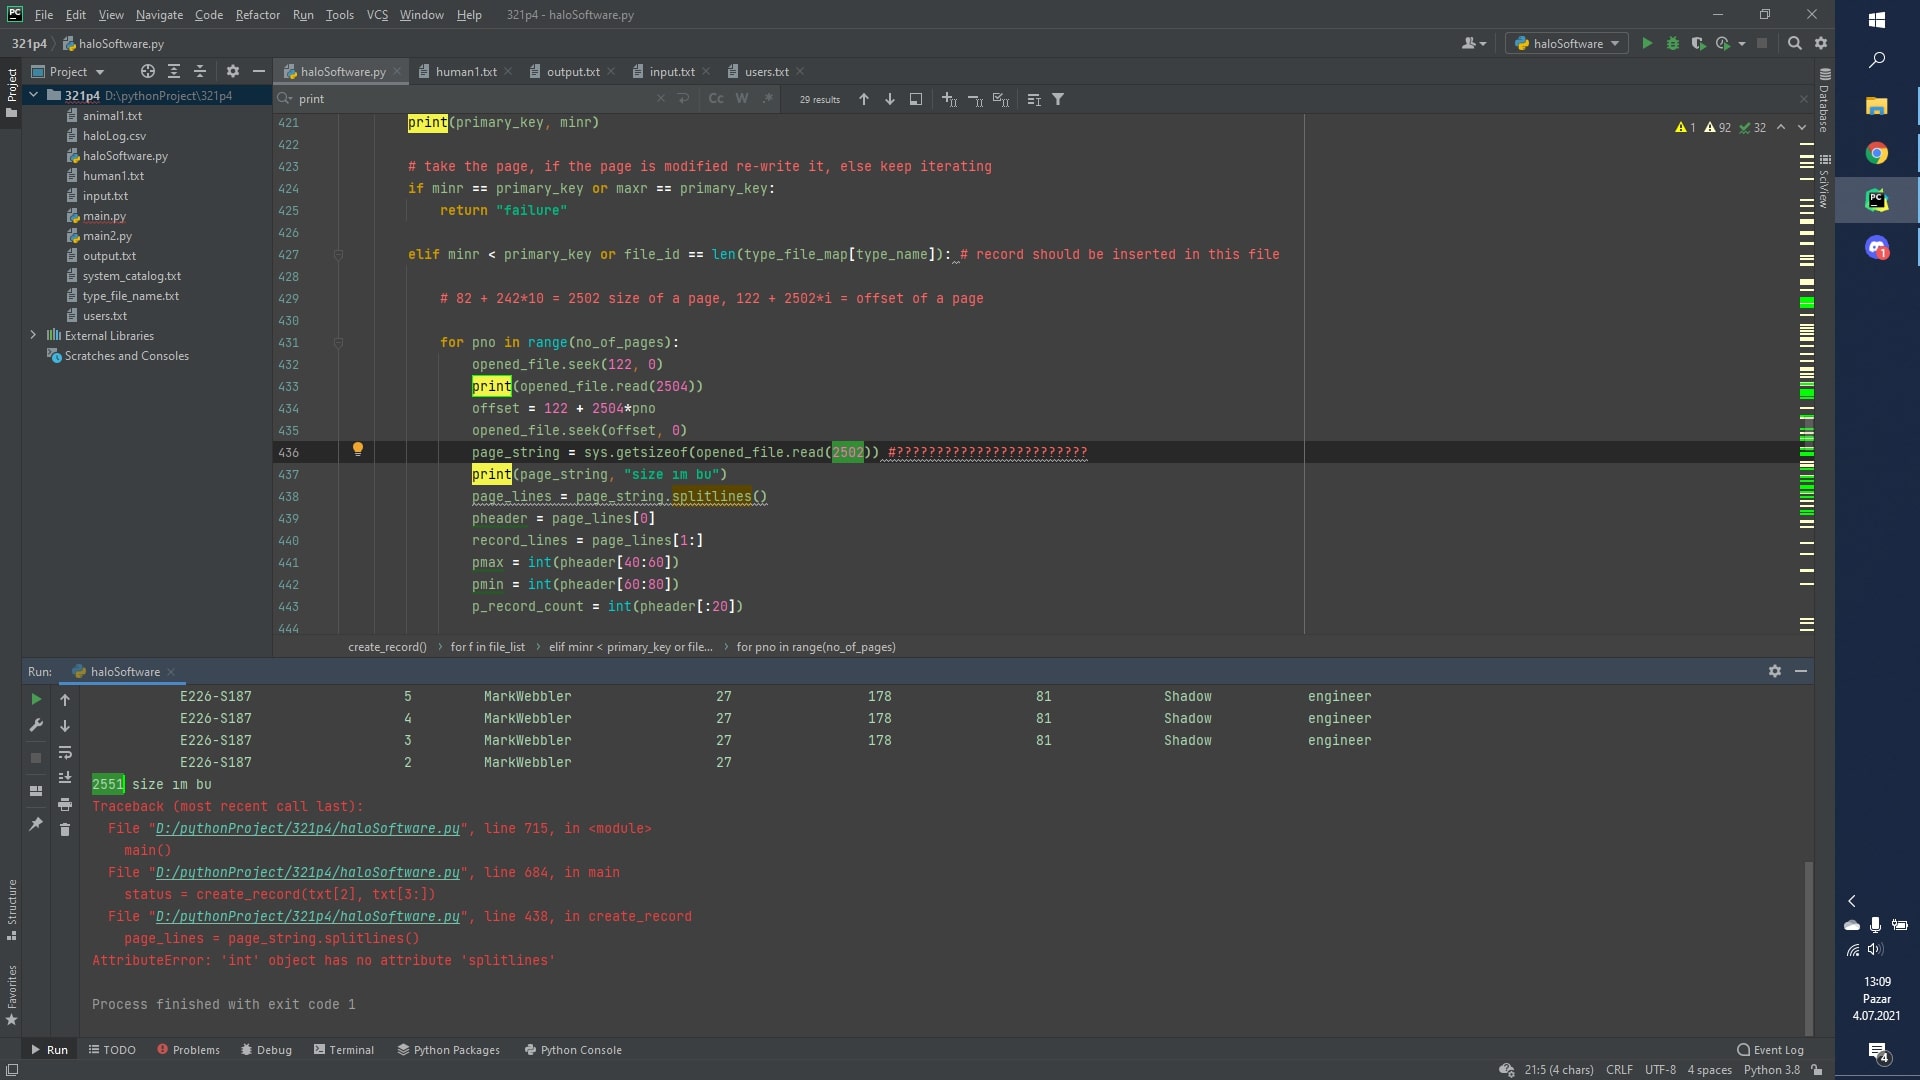 PC File Edit View Navigate Code Refactor Run Tools VCS Window Help 321p4 - haloSoftware.py
321p4 haloSoftware.py haloSoftware
Project haloSoftware.py human1.txt output.txt input.txt users.txt
print Cc W .* 29 results
Project
321p4 D:\pythonProject\321p4
animal1.txt
haloLog.csv
haloSoftware.py
human1.txt
input.txt
main.py
main2.py
output.txt
system_catalog.txt
type_file_name.txt
users.txt
External Libraries
Scratches and Consoles
1 92 32
421 print(primary_key, minr)
422
423 # take the page, if the page is modified re-write it, else keep iterating
424 if minr == primary_key or maxr == primary_key:
425 return "failure"
426
427 elif minr < primary_key or file_id == len(type_file_map[type_name]): # record should be inserted in this file
428
429 # 82 + 242*10 = 2502 size of a page, 122 + 2502*i = offset of a page
430
431 for pno in range(no_of_pages):
432 opened_file.seek(122, 0)
433 print(opened_file.read(2504))
434 offset = 122 + 2504*pno
435 opened_file.seek(offset, 0)
436 page_string = sys.getsizeof(opened_file.read(2502)) #????????????????????????
437 print(page_string, "size ım bu")
438 page_lines = page_string.splitlines()
439 pheader = page_lines[0]
440 record_lines = page_lines[1:]
441 pmax = int(pheader[40:60])
442 pmin = int(pheader[60:80])
443 p_record_count = int(pheader[:20])
444
create_record() for f in file_list elif minr < primary_key or file... for pno in range(no_of_pages)
Database
SciView
Run: haloSoftware
E226-S187 5 MarkWebbler 27 178 81 Shadow engineer
E226-S187 4 MarkWebbler 27 178 81 Shadow engineer
E226-S187 3 MarkWebbler 27 178 81 Shadow engineer
E226-S187 2 MarkWebbler 27
2551 size ım bu
Traceback (most recent call last):
File "D:/pythonProject/321p4/haloSoftware.py", line 715, in <module>
main()
File "D:/pythonProject/321p4/haloSoftware.py", line 684, in main
status = create_record(txt[2], txt[3:])
File "D:/pythonProject/321p4/haloSoftware.py", line 438, in create_record
page_lines = page_string.splitlines()
AttributeError: 'int' object has no attribute 'splitlines'
Process finished with exit code 1
Structure
Favorites
Run TODO Problems Debug Terminal Python Packages Python Console Event Log
21:5 (4 chars) CRLF UTF-8 4 spaces Python 3.8
PC
1
13:09
Pazar
4.07.2021
4